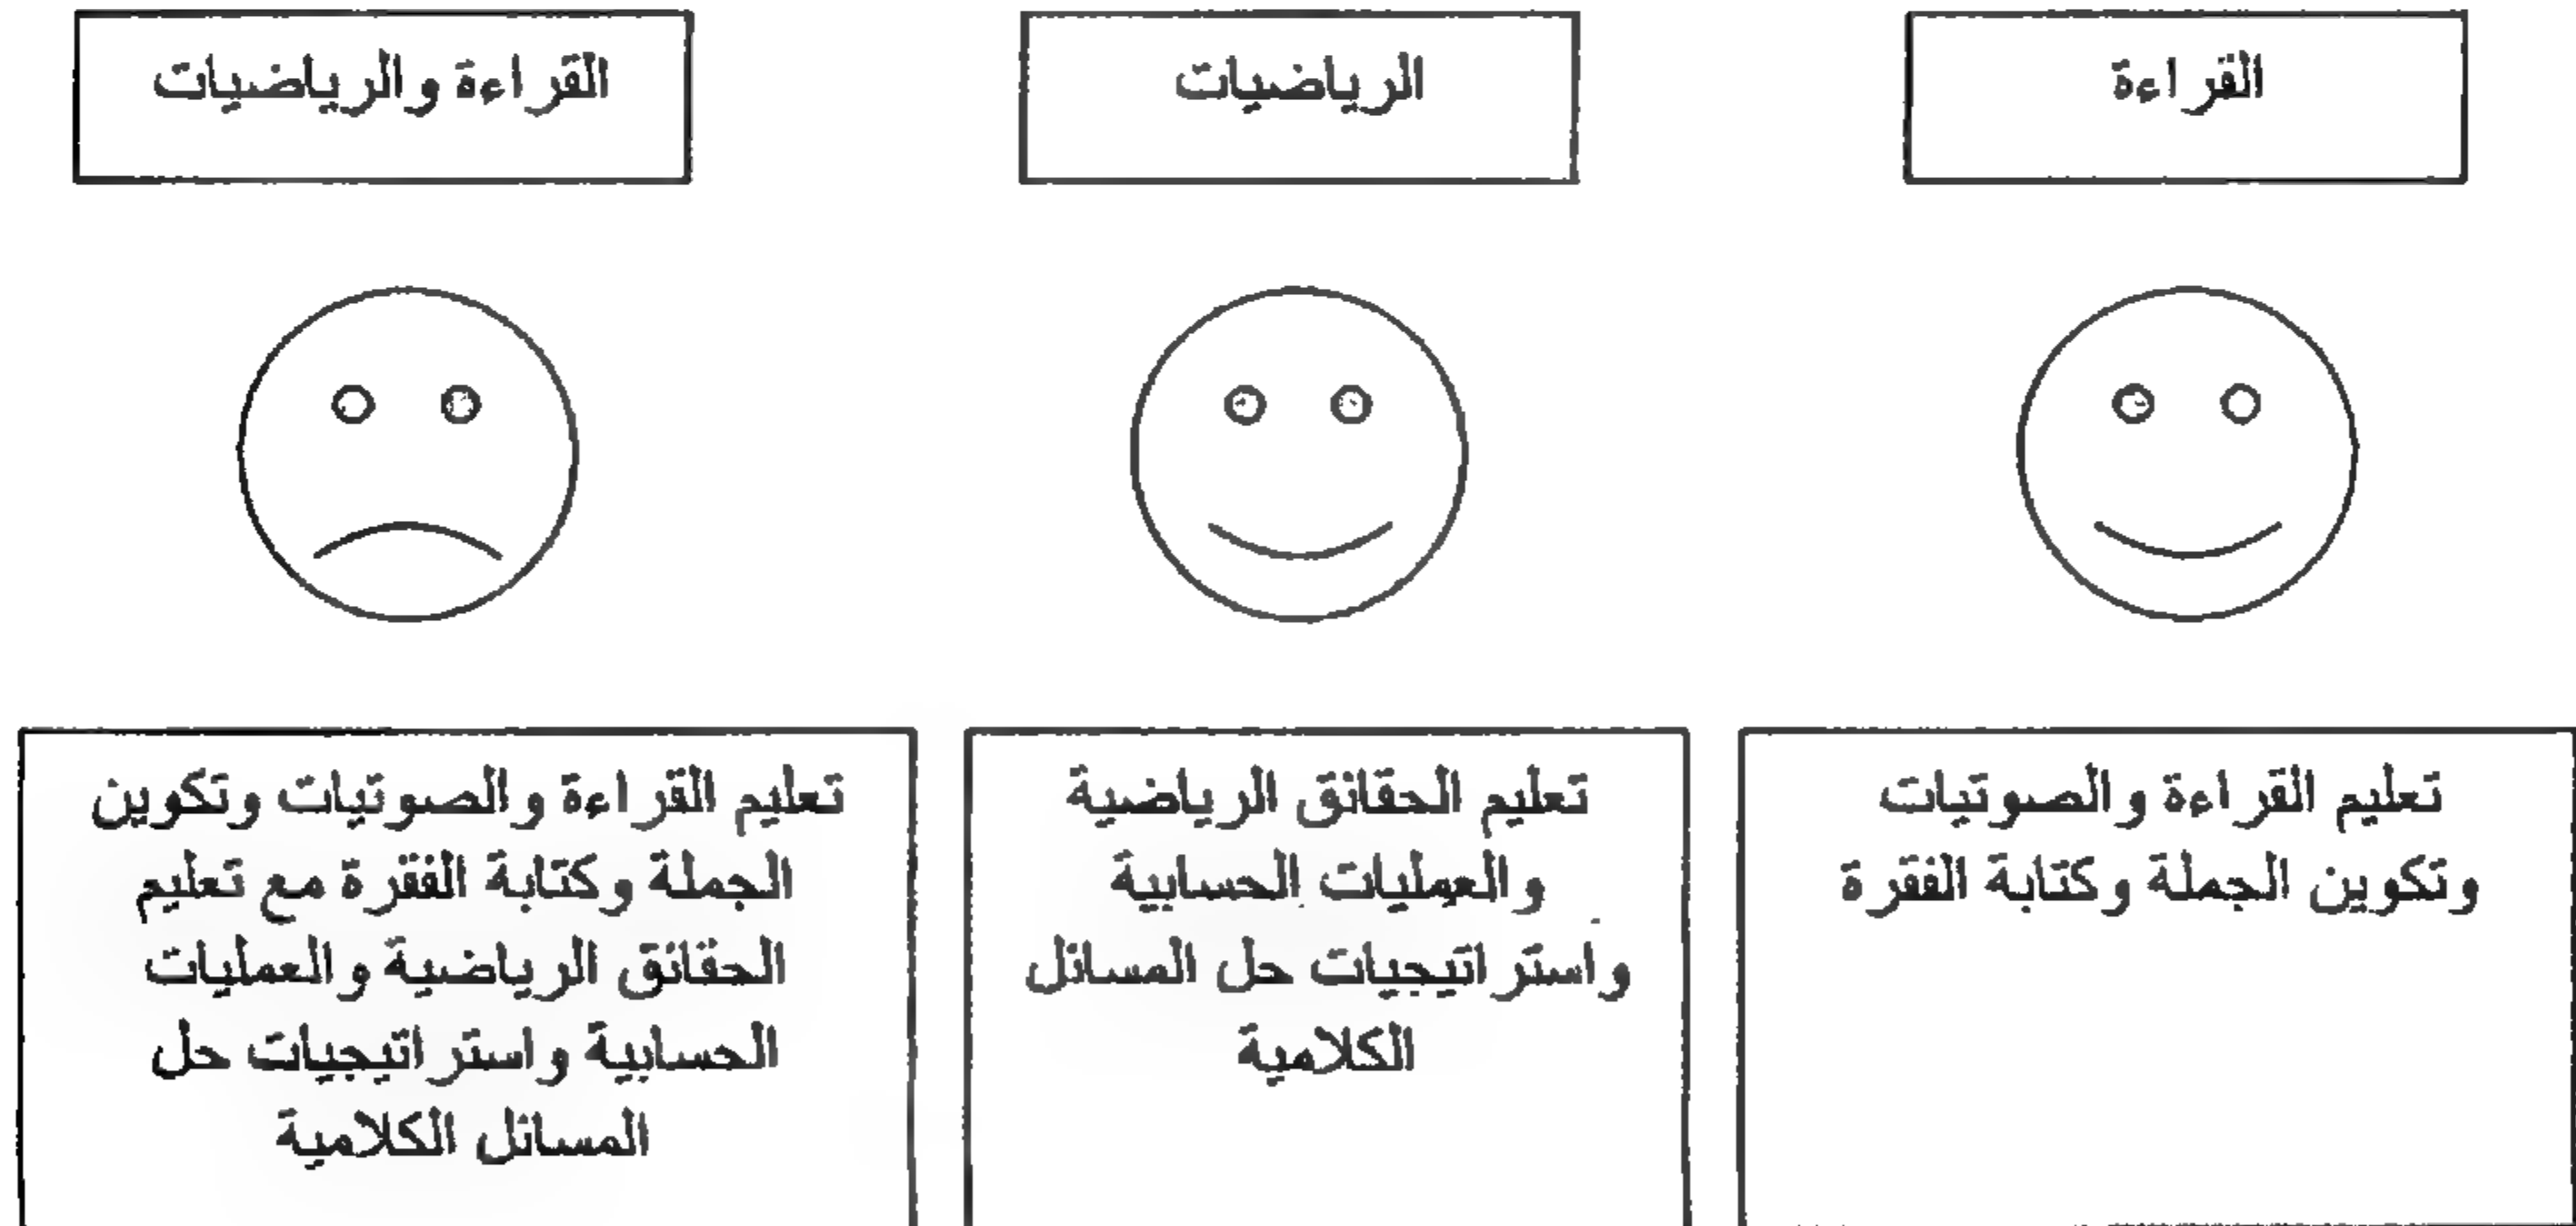 القراءة
الرياضيات
القراءة والرياضيات
تعليم القراءة والصوتيات
وتكوين الجملة وكتابة الفقرة
تعليم الحقائق الرياضية
والعمليات الحسابية
واستراتيجيات حل المسائل
الكلامية
تعليم القراءة والصوتيات وتكوين
الجملة وكتابة الفقرة مع تعليم
الحقائق الرياضية والعمليات
الحسابية واستراتيجيات حل
المسائل الكلامية